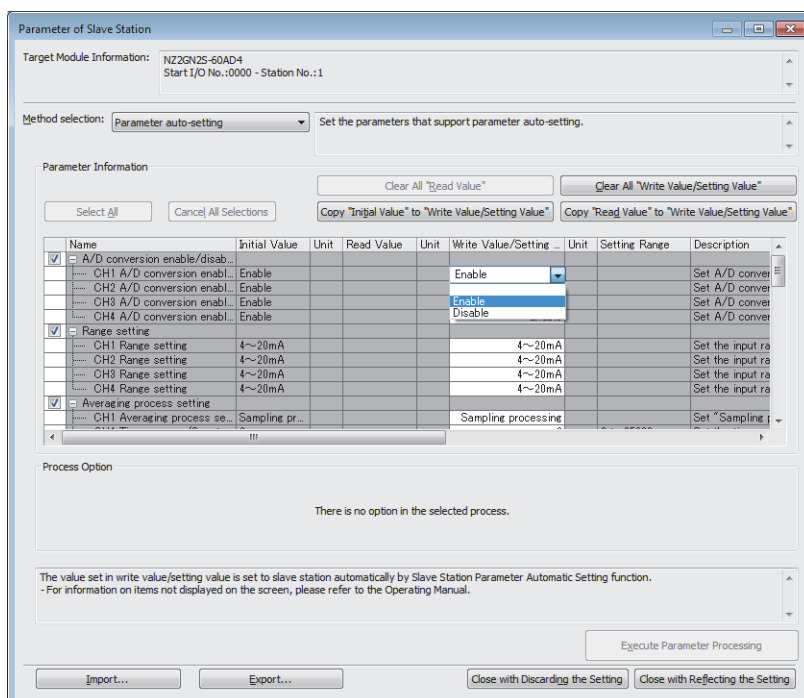 Parameter of Slave Station
Target Module Information:
NZ2GN2S-60AD4
Start I/O No.:0000 - Station No.:1
Method selection: Parameter auto-setting
Set the parameters that support parameter auto-setting.
Parameter Information
Clear All "Read Value" Clear All "Write Value/Setting Value"
Select All Cancel All Selections Copy "Initial Value" to "Write Value/Setting Value" Copy "Read Value" to "Write Value/Setting Value"
Name Initial Value Unit Read Value Unit Write Value/Setting ... Unit Setting Range Description
A/D conversion enable/disab...
CH1 A/D conversion enabl... Enable Enable Set A/D conver
CH2 A/D conversion enabl... Enable Set A/D conver
CH3 A/D conversion enabl... Enable Enable Set A/D conver
CH4 A/D conversion enabl... Enable Disable Set A/D conver
Range setting
CH1 Range setting 4～20mA 4～20mA Set the input ra
CH2 Range setting 4～20mA 4～20mA Set the input ra
CH3 Range setting 4～20mA 4～20mA Set the input ra
CH4 Range setting 4～20mA 4～20mA Set the input ra
Averaging process setting
CH1 Averaging process se... Sampling pr... Sampling processing Set "Sampling p
Process Option
There is no option in the selected process.
The value set in write value/setting value is set to slave station automatically by Slave Station Parameter Automatic Setting function.
- For information on items not displayed on the screen, please refer to the Operating Manual.
Execute Parameter Processing
Import... Export... Close with Discarding the Setting Close with Reflecting the Setting